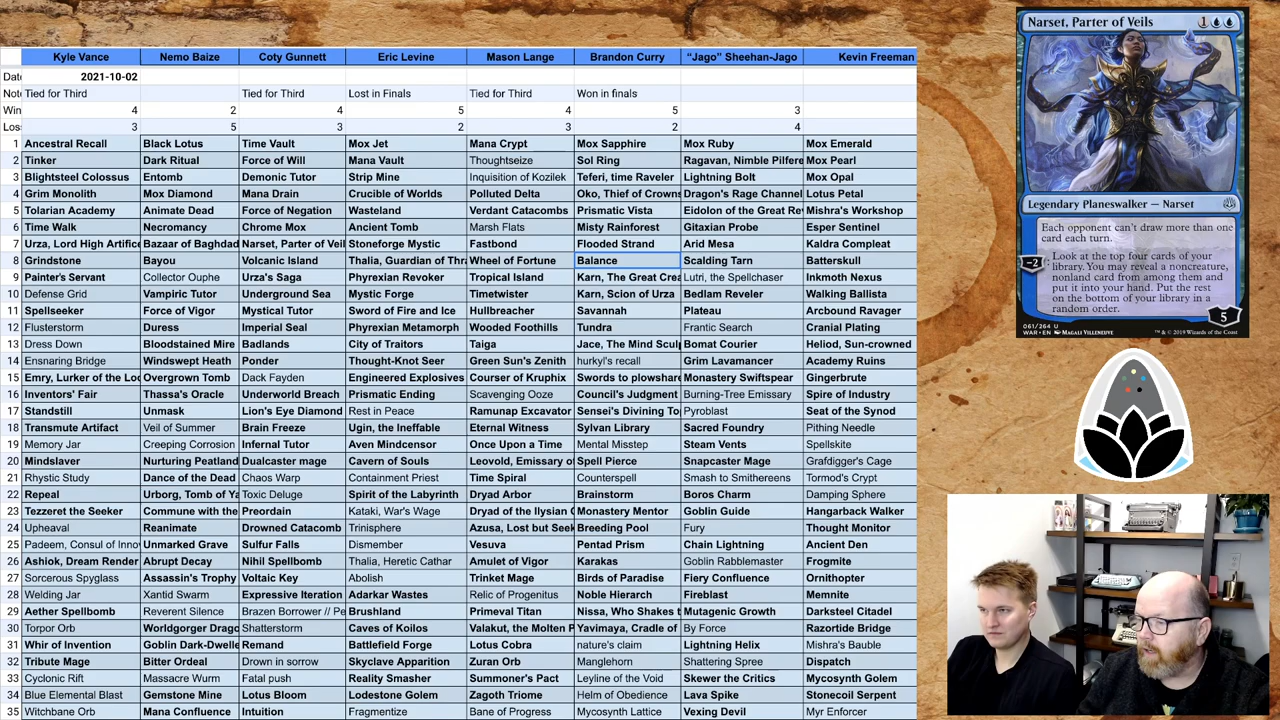 Kyle Vance Nemo Baize Coty Gunnett Eric Levine Mason Lange Brandon Curry “Jago” Sheehan-Jago Kevin Freeman
Date 2021-10-02
Not Tied for Third Tied for Third Lost in Finals Tied for Third Won in finals
Win 4 2 4 5 4 5 3
Los 3 5 3 2 3 2 4
1 Ancestral Recall Black Lotus Time Vault Mox Jet Mana Crypt Mox Sapphire Mox Ruby Mox Emerald
2 Tinker Dark Ritual Force of Will Mana Vault Thoughtseize Sol Ring Ragavan, Nimble Pilfere Mox Pearl
3 Blightsteel Colossus Entomb Demonic Tutor Strip Mine Inquisition of Kozilek Teferi, time Raveler Lightning Bolt Mox Opal
4 Grim Monolith Mox Diamond Mana Drain Crucible of Worlds Polluted Delta Oko, Thief of Crowns Dragon's Rage Channel Lotus Petal
5 Tolarian Academy Animate Dead Force of Negation Wasteland Verdant Catacombs Prismatic Vista Eidolon of the Great Rev Mishra's Workshop
6 Time Walk Necromancy Chrome Mox Ancient Tomb Marsh Flats Misty Rainforest Gitaxian Probe Esper Sentinel
7 Urza, Lord High Artifice Bazaar of Baghdad Narset, Parter of Veil Stoneforge Mystic Fastbond Flooded Strand Arid Mesa Kaldra Compleat
8 Grindstone Bayou Volcanic Island Thalia, Guardian of Thr Wheel of Fortune Balance Scalding Tarn Batterskull
9 Painter's Servant Collector Ouphe Urza's Saga Phyrexian Revoker Tropical Island Karn, The Great Crea Lutri, the Spellchaser Inkmoth Nexus
10 Defense Grid Vampiric Tutor Underground Sea Mystic Forge Timetwister Karn, Scion of Urza Bedlam Reveler Walking Ballista
11 Spellseeker Force of Vigor Mystical Tutor Sword of Fire and Ice Hullbreacher Savannah Plateau Arcbound Ravager
12 Flusterstorm Duress Imperial Seal Phyrexian Metamorph Wooded Foothills Tundra Frantic Search Cranial Plating
13 Dress Down Bloodstained Mire Badlands City of Traitors Taiga Jace, The Mind Sculp Bomat Courier Heliod, Sun-crowned
14 Ensnaring Bridge Windswept Heath Ponder Thought-Knot Seer Green Sun's Zenith hurkyl's recall Grim Lavamancer Academy Ruins
15 Emry, Lurker of the Loc Overgrown Tomb Dack Fayden Engineered Explosives Courser of Kruphix Swords to plowshare Monastery Swiftspear Gingerbrute
16 Inventors' Fair Thassa's Oracle Underworld Breach Prismatic Ending Scavenging Ooze Council's Judgment Burning-Tree Emissary Spire of Industry
17 Standstill Unmask Lion's Eye Diamond Rest in Peace Ramunap Excavator Sensei's Divining To Pyroblast Seat of the Synod
18 Transmute Artifact Veil of Summer Brain Freeze Ugin, the Ineffable Eternal Witness Sylvan Library Sacred Foundry Pithing Needle
19 Memory Jar Creeping Corrosion Infernal Tutor Aven Mindcensor Once Upon a Time Mental Misstep Steam Vents Spellskite
20 Mindslaver Nurturing Peatland Dualcaster mage Cavern of Souls Leovold, Emissary of Spell Pierce Snapcaster Mage Grafdigger's Cage
21 Rhystic Study Dance of the Dead Chaos Warp Containment Priest Time Spiral Counterspell Smash to Smithereens Tormod's Crypt
22 Repeal Urborg, Tomb of Ya Toxic Deluge Spirit of the Labyrinth Dryad Arbor Brainstorm Boros Charm Damping Sphere
23 Tezzeret the Seeker Commune with the Preordain Kataki, War's Wage Dryad of the Ilysian G Monastery Mentor Goblin Guide Hangarback Walker
24 Upheaval Reanimate Drowned Catacomb Trinisphere Azusa, Lost but Seek Breeding Pool Fury Thought Monitor
25 Padeem, Consul of Inno Unmarked Grave Sulfur Falls Dismember Vesuva Pentad Prism Chain Lightning Ancient Den
26 Ashiok, Dream Render Abrupt Decay Nihil Spellbomb Thalia, Heretic Cathar Amulet of Vigor Karakas Goblin Rabblemaster Frogmite
27 Sorcerous Spyglass Assassin's Trophy Voltaic Key Abolish Trinket Mage Birds of Paradise Fiery Confluence Ornithopter
28 Welding Jar Xantid Swarm Expressive Iteration Adarkar Wastes Relic of Progenitus Noble Hierarch Fireblast Memnite
29 Aether Spellbomb Reverent Silence Brazen Borrower // Pe Brushland Primeval Titan Nissa, Who Shakes t Mutagenic Growth Darksteel Citadel
30 Torpor Orb Worldgorger Drago Shatterstorm Caves of Koilos Valakut, the Molten P Yavimaya, Cradle of By Force Razortide Bridge
31 Whir of Invention Goblin Dark-Dwelle Remand Battlefield Forge Lotus Cobra nature's claim Lightning Helix Mishra's Bauble
32 Tribute Mage Bitter Ordeal Drown in sorrow Skyclave Apparition Zuran Orb Manglehorn Shattering Spree Dispatch
33 Cyclonic Rift Massacre Wurm Fatal push Reality Smasher Summoner's Pact Leyline of the Void Skewer the Critics Mycosynth Golem
34 Blue Elemental Blast Gemstone Mine Lotus Bloom Lodestone Golem Zagoth Triome Helm of Obedience Lava Spike Stonecoil Serpent
35 Witchbane Orb Mana Confluence Intuition Fragmentize Bane of Progress Mycosynth Lattice Vexing Devil Myr Enforcer
Narset, Parter of Veils 1
Legendary Planeswalker — Narset
Each opponent can't draw more than one
card each turn.
-2 : Look at the top four cards of your
library. You may reveal a noncreature,
nonland card from among them and
put it into your hand. Put the rest
on the bottom of your library in a
random order.
5
061/264 U
WAR • EN MAGALI VILLENEUVE ™ & © 2019 Wizards of the Coast